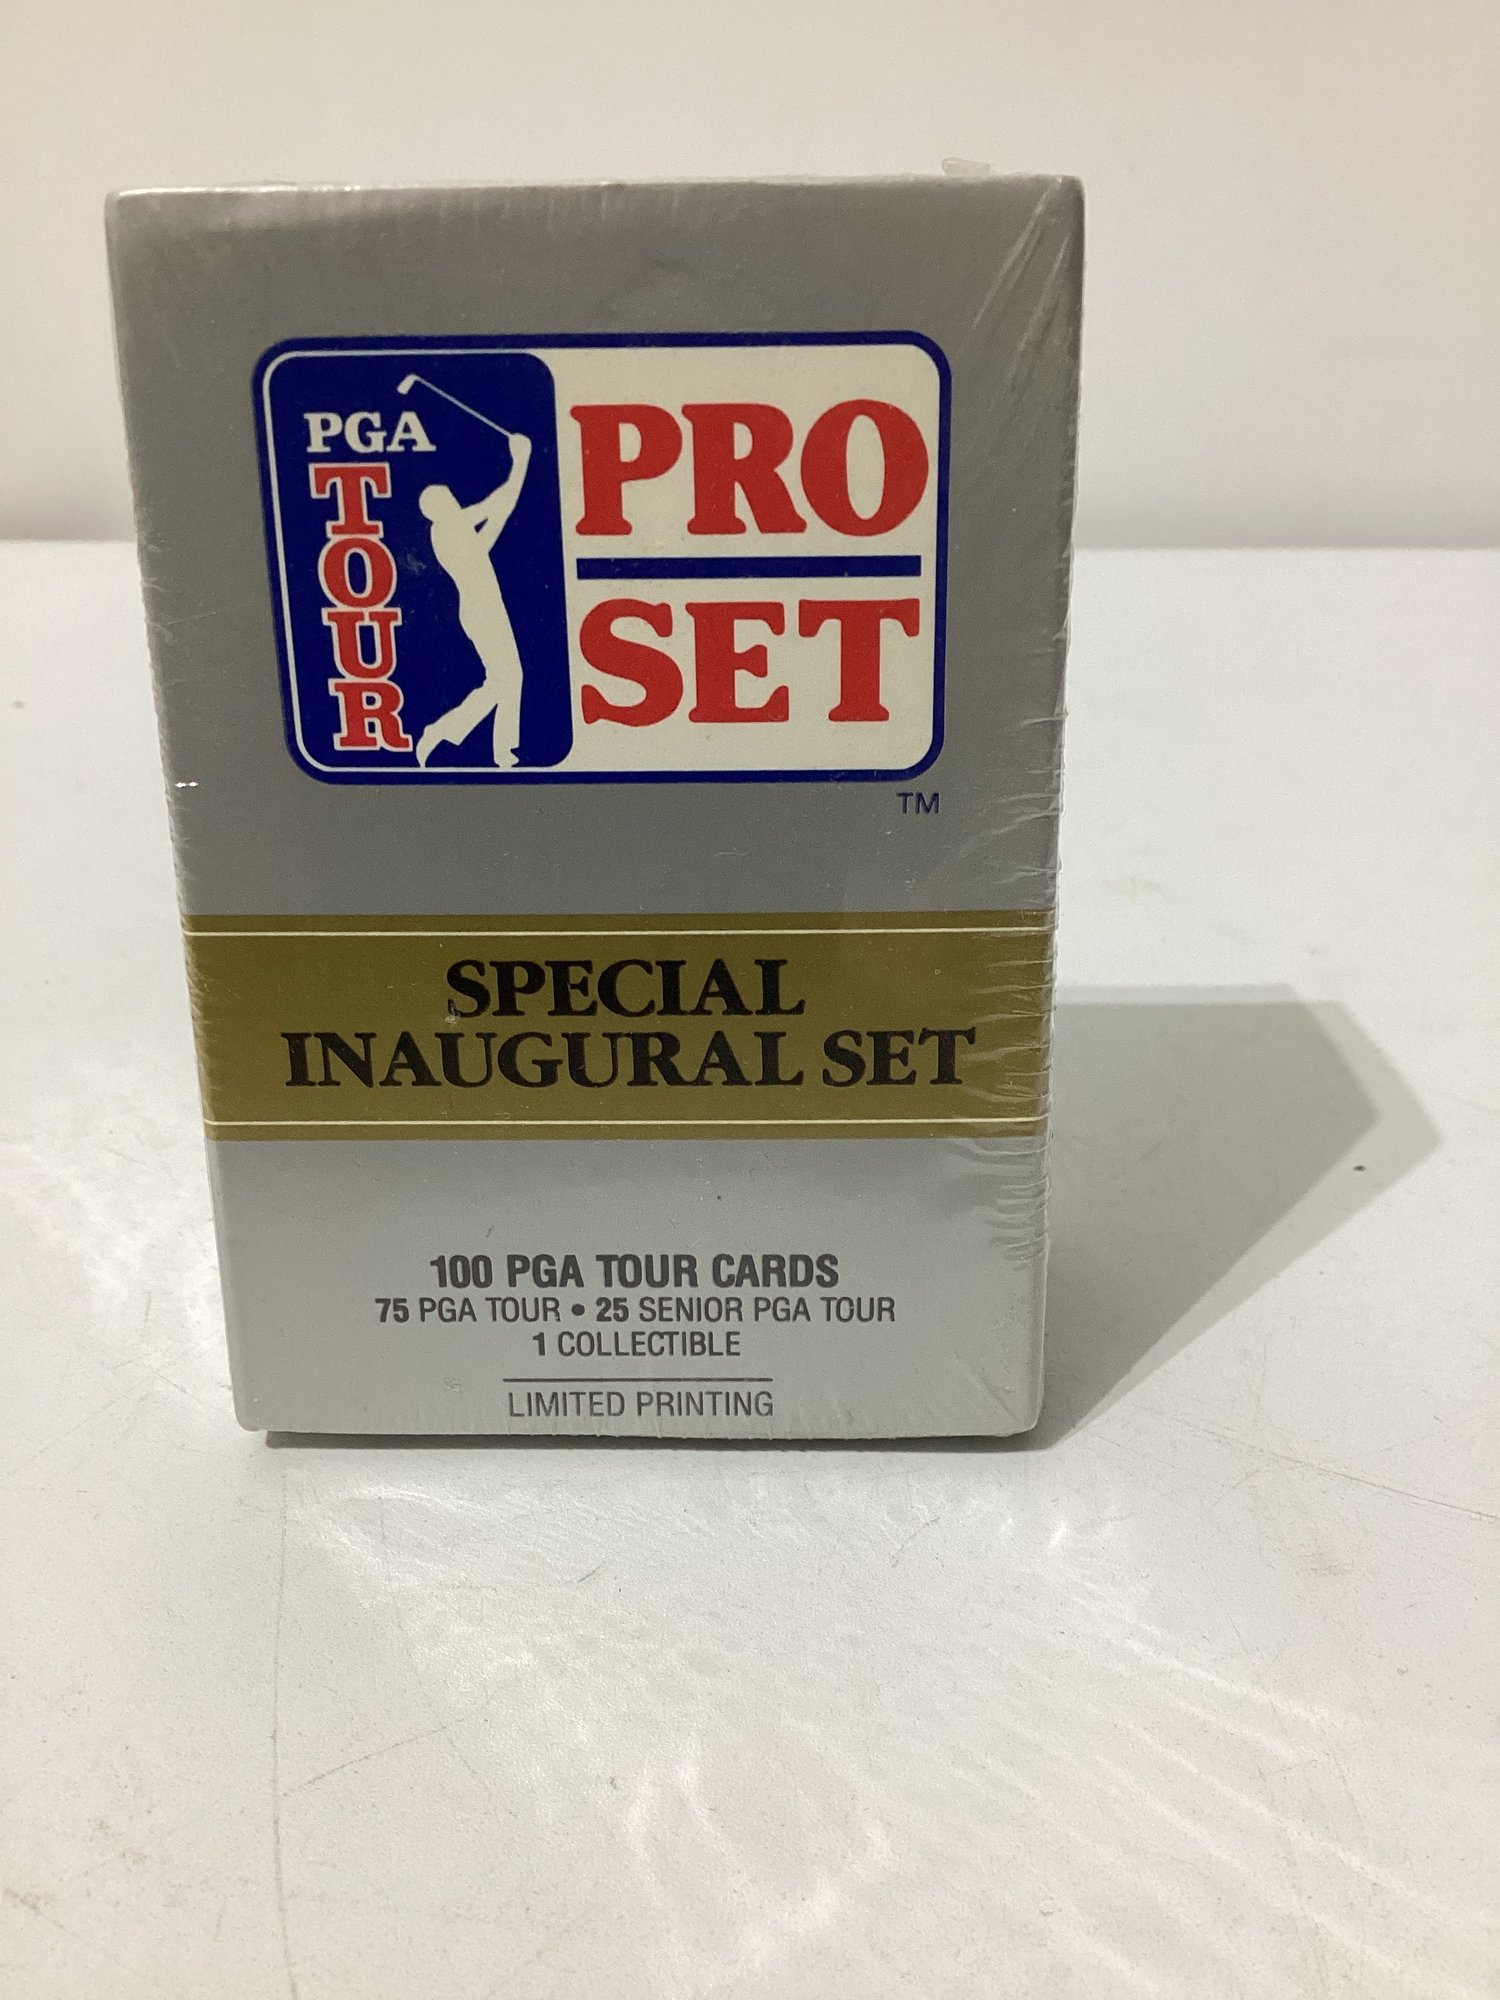 PGA
TOUR
PRO
SET
TM
SPECIAL
INAUGURAL SET
100 PGA TOUR CARDS
75 PGA TOUR • 25 SENIOR PGA TOUR
1 COLLECTIBLE
LIMITED PRINTING